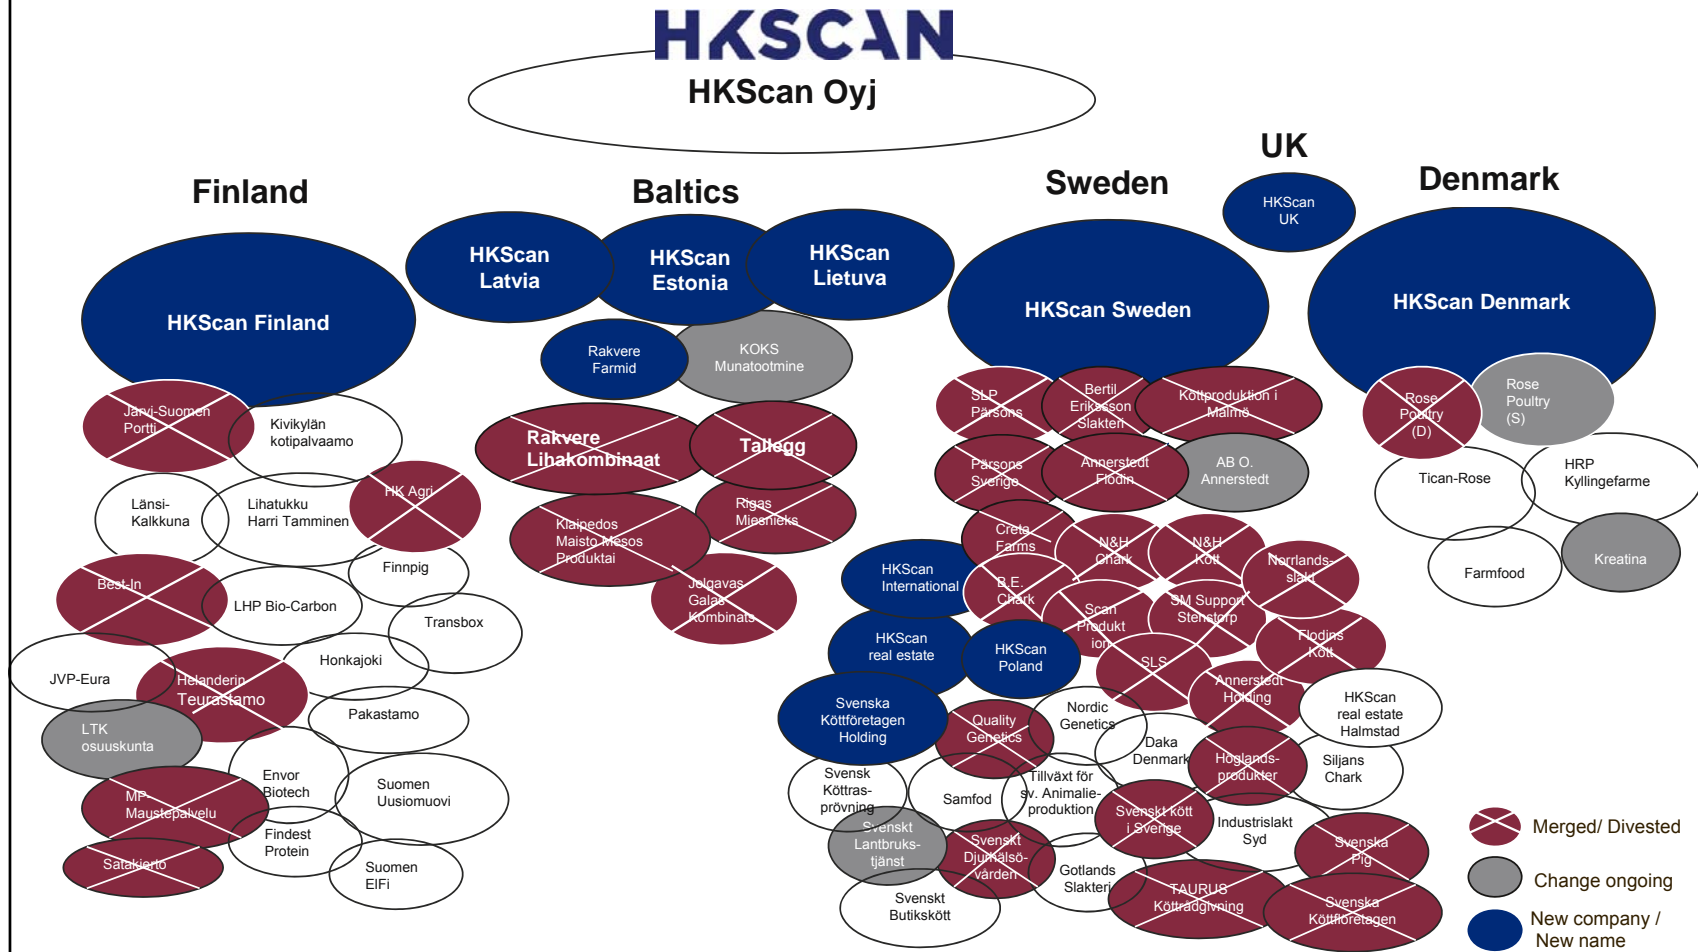 HKSCAN
HKScan Oyj
Finland
Baltics
UK
Sweden
Denmark
HKScan
UK
HKScan Finland
Järvi-Suomen
Portti
Kivikylän
kotipalvaamo
Länsi-
Kalkkuna
Lihatukku
Harri Tamminen
HK Agri
Finnpig
Best-In
LHP Bio-Carbon
Transbox
JVP-Eura
Helanderin
Teurastamo
Honkajoki
Pakastamo
LTK
osuuskunta
Envor
Biotech
Suomen
Uusiomuovi
MP-
Maustepalvelu
Findest
Protein
Satakierto
Suomen
ElFi
HKScan
Latvia
HKScan
Estonia
HKScan
Lietuva
Rakvere
Farmid
KOKS
Munatootmine
Rakvere
Lihakombinaat
Tallegg
Klaipedos
Maisto Mesos
Produktai
Rigas
Miesnieks
Jelgavas
Galas
Kombinats
HKScan Sweden
SLP
Pärsons
Bertil
Erikssson
Slakteri
Köttproduktion i
Malmö
Pärsons
Sverige
Annerstedt
Flodin
AB O.
Annerstedt
Creta
Farms
N&H
Chark
N&H
Kött
Norrlands-
slakt
HKScan
International
B.E.
Chark
Scan
Produkt
ion
SM Support
Stenstorp
Flodins
Kött
HKScan
real estate
HKScan
Poland
SLS
Annerstedt
Holding
HKScan
real estate
Halmstad
Svenska
Köttföretagen
Holding
Quality
Genetics
Nordic
Genetics
Daka
Denmark
Höglands-
produkter
Siljans
Chark
Svensk
Köttras-
prövning
Samfod
Tillväxt för
sv. Animalie-
produktion
Svenskt kött
i Sverige
Industrislakt
Syd
Svenska
Pig
Svenskt
Lantbruks-
tjänst
Svenskt
Djurhälso-
vården
Gotlands
Slakteri
Svenskt
Butikskött
TAURUS
Köttrådgivning
Svenska
Köttföretagen
HKScan Denmark
Rose
Poultry
(D)
Rose
Poultry
(S)
Tican-Rose
HRP
Kyllingefarme
Farmfood
Kreatina
Merged/ Divested
Change ongoing
New company /
New name